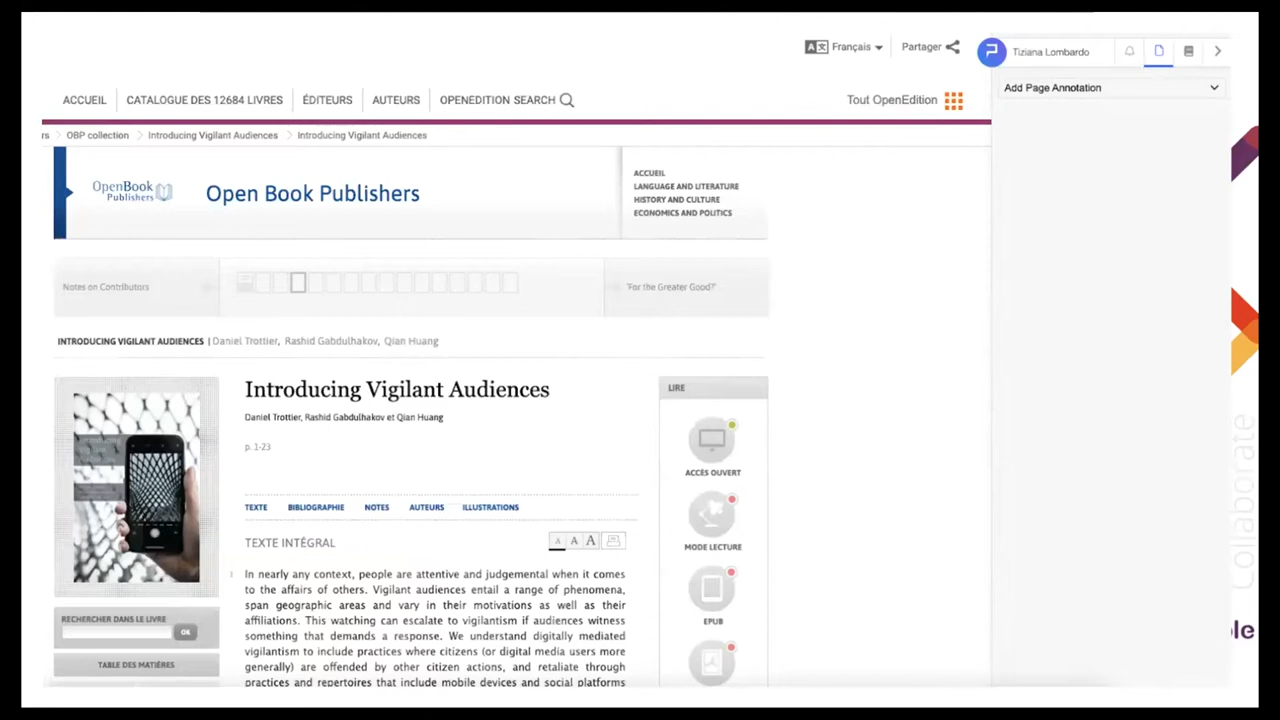 Français
Partager
Tiziana Lombardo
ACCUEIL
CATALOGUE DES 12684 LIVRES
ÉDITEURS
AUTEURS
OPENEDITION SEARCH
Tout OpenEdition
Add Page Annotation
rs > OBP collection > Introducing Vigilant Audiences > Introducing Vigilant Audiences
OpenBook
Publishers
Open Book Publishers
ACCUEIL
LANGUAGE AND LITERATURE
HISTORY AND CULTURE
ECONOMICS AND POLITICS
Notes on Contributors
'For the Greater Good?'
INTRODUCING VIGILANT AUDIENCES | Daniel Trottier, Rashid Gabdulhakov, Qian Huang
Introducing Vigilant Audiences
Daniel Trottier, Rashid Gabdulhakov et Qian Huang
p. 1-23
TEXTE
BIBLIOGRAPHIE
NOTES
AUTEURS
ILLUSTRATIONS
TEXTE INTÉGRAL
A A A
1 In nearly any context, people are attentive and judgemental when it comes
to the affairs of others. Vigilant audiences entail a range of phenomena,
span geographic areas and vary in their motivations as well as their
affiliations. This watching can escalate to vigilantism if audiences witness
something that demands a response. We understand digitally mediated
vigilantism to include practices where citizens (or digital media users more
generally) are offended by other citizen actions, and retaliate through
practices and repertoires that include mobile devices and social platforms
LIRE
ACCÈS OUVERT
MODE LECTURE
EPUB
RECHERCHER DANS LE LIVRE
OK
TABLE DES MATIÈRES
Collaborate
ole